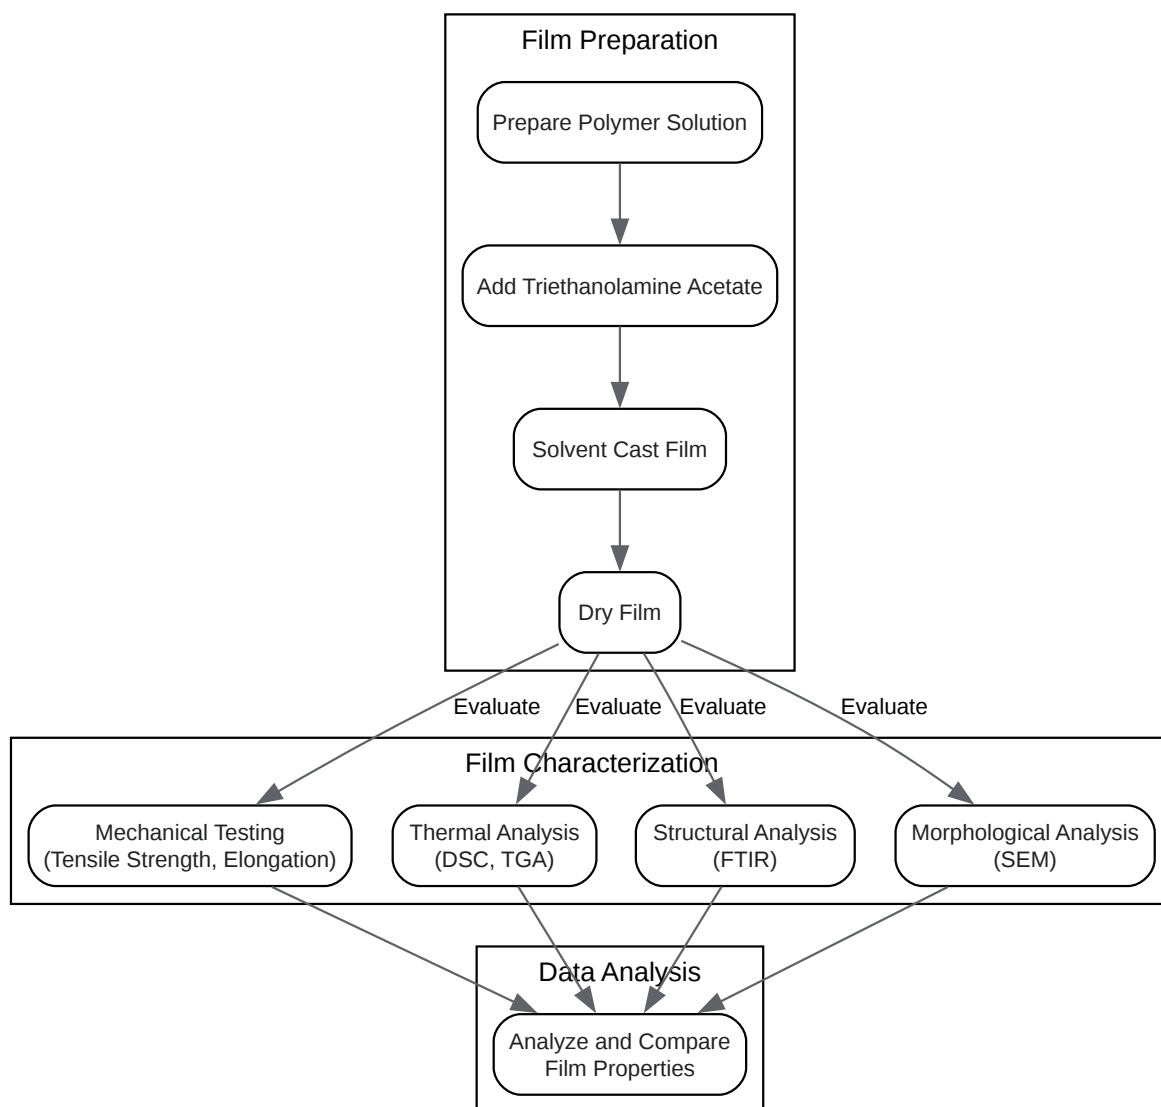 Film Preparation
Prepare Polymer Solution
Add Triethanolamine Acetate
Solvent Cast Film
Dry Film
Evaluate
Evaluate
Evaluate
Evaluate
Film Characterization
Mechanical Testing
(Tensile Strength, Elongation)
Thermal Analysis
(DSC, TGA)
Structural Analysis
(FTIR)
Morphological Analysis
(SEM)
Data Analysis
Analyze and Compare
Film Properties